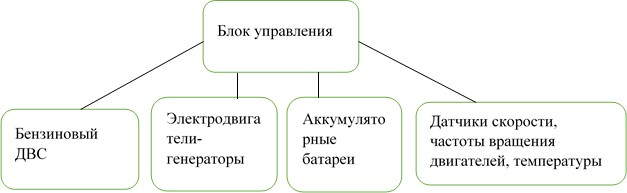 Блок управления
Бензиновый
ДВС
Электродвига
тели-
генераторы
Аккумулято
рные
батареи
Датчики скорости,
частоты вращения
двигателей, температуры